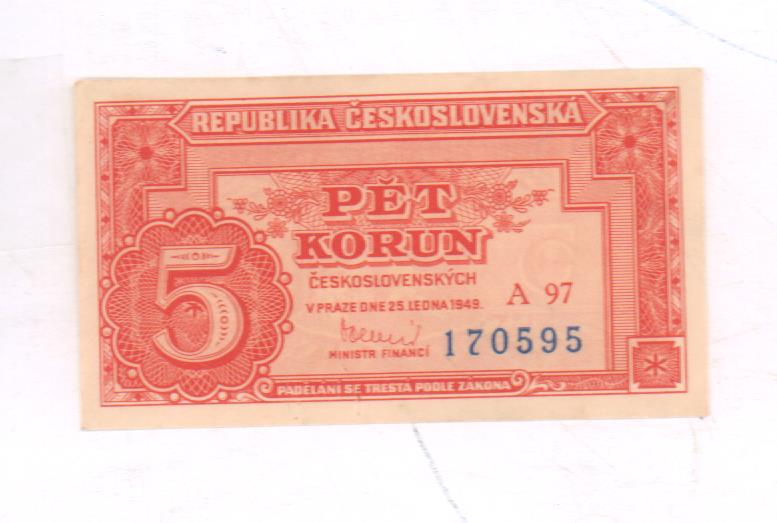 REPUBLIKA ČESKOSLOVENSKÁ
PĚT
KORUN
ČESKOSLOVENSKÝCH
V PRAZE DNE 25. LEDNA 1949.
A 97
170595
MINISTR FINANCÍ
5
PADĚLÁNÍ SE TRESTÁ PODLE ZÁKONA